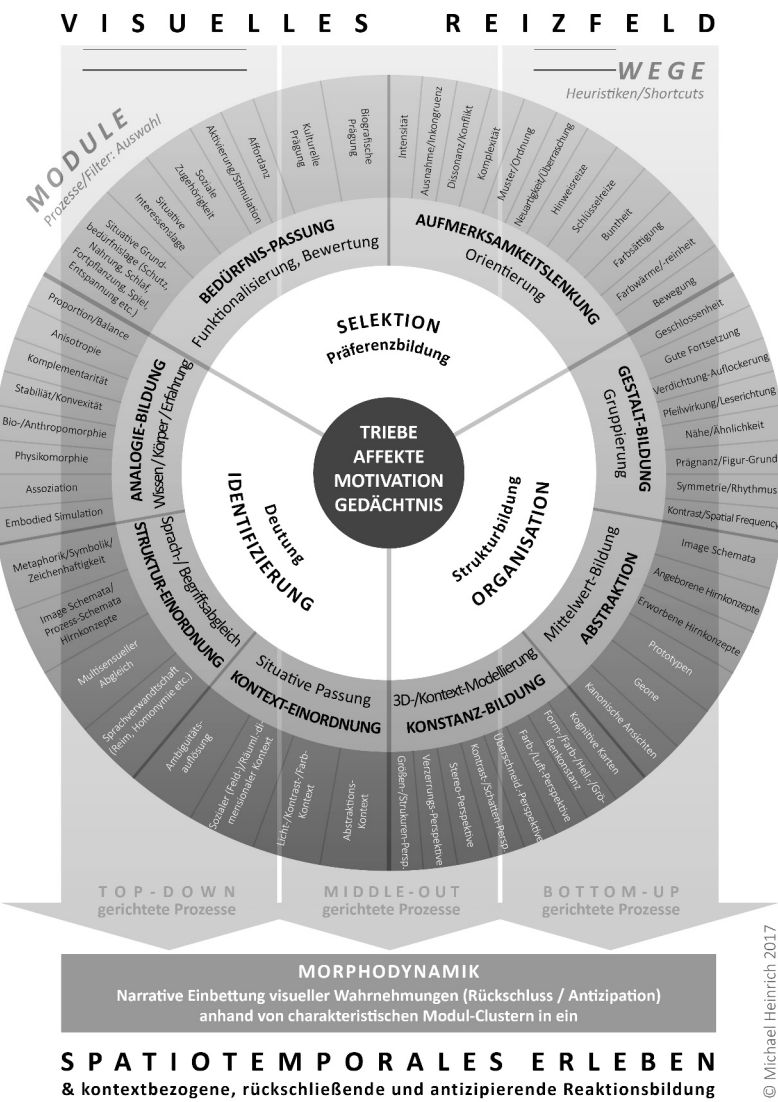 VISUELLES REIZFELD
WEGE
Heuristiken/Shortcuts
MODULE
Prozesse/Filter: Auswahl
Situative Grund-
bedürfnislage (Schutz,
Nahrung, Schlaf,
Fortpflanzung, Spiel,
Entspannung etc.)
Situative
Interessenslage
Soziale
Zugehörigkeit
Aktivierung/Stimulation
Affordanz
Kulturelle
Prägung
Biografische
Prägung
Intensität
Ausnahme/Inkongruenz
Dissonanz/Konflikt
Komplexität
Muster/Ordnung
Neuartigkeit/Überraschung
Hinweisreize
Schlüsselreize
Buntheit
Farbsättigung
Farbwärme/-reinheit
Bewegung
Geschlossenheit
Gute Fortsetzung
Verdichtung-Auflockerung
Pfeilwirkung/Leserichtung
Nähe/Ähnlichkeit
Prägnanz/Figur-Grund
Symmetrie/Rhythmus
Kontrast/Spatial Frequency
Image Schemata
Angeborene Hirnkonzepte
Erworbene Hirnkonzepte
Prototypen
Geone
Kanonische Ansichten
Kognitive Karten
Form-/Farb-/Hell-/Grö-
ßenkonstanz
Farb-/Luft-Perspektive
Überschneid.-Perspektive
Kontrast-/Schatten-Persp.
Stereo-Perspektive
Verzerrungs-Perspektive
Größen-/Strukuren-Persp.
Abstraktions-
Kontext
Licht-/Kontrast-/Farb-
Kontext
Sozialer (Feld-)/Räuml.-di-
mensionaler Kontext
Ambiguitäts-
auflösung
Sprachverwandtschaft
(Reim, Homonymie etc.)
Multisensueller
Abgleich
Image Schemata/
Prozess-Schemata
Hirnkonzepte
Metaphorik/Symbolik/
Zeichenhaftigkeit
Embodied Simulation
Assoziation
Physikomorphie
Bio-/Anthropomorphie
Stabiliät/Konvexität
Komplementarität
Anisotropie
Proportion/Balance
BEDÜRFNIS-PASSUNG
Funktionalisierung, Bewertung
AUFMERKSAMKEITSLENKUNG
Orientierung
GESTALT-BILDUNG
Gruppierung
ABSTRAKTION
Mittelwert-Bildung
3D-/Kontext-Modellierung
KONSTANZ-BILDUNG
Situative Passung
KONTEXT-EINORDNUNG
Sprach-/ Begriffsabgleich
STRUKTUR-EINORDNUNG
ANALOGIE-BILDUNG
Wissen/Körper/Erfahrung
SELEKTION
Präferenzbildung
Strukturbildung
ORGANISATION
Deutung
IDENTIFIZIERUNG
TRIEBE
AFFEKTE
MOTIVATION
GEDÄCHTNIS
TOP-DOWN
gerichtete Prozesse
MIDDLE-OUT
gerichtete Prozesse
BOTTOM-UP
gerichtete Prozesse
MORPHODYNAMIK
Narrative Einbettung visueller Wahrnehmungen (Rückschluss / Antizipation)
anhand von charakteristischen Modul-Clustern in ein
SPATIOTEMPORALES ERLEBEN
& kontextbezogene, rückschließende und antizipierende Reaktionsbildung
© Michael Heinrich 2017